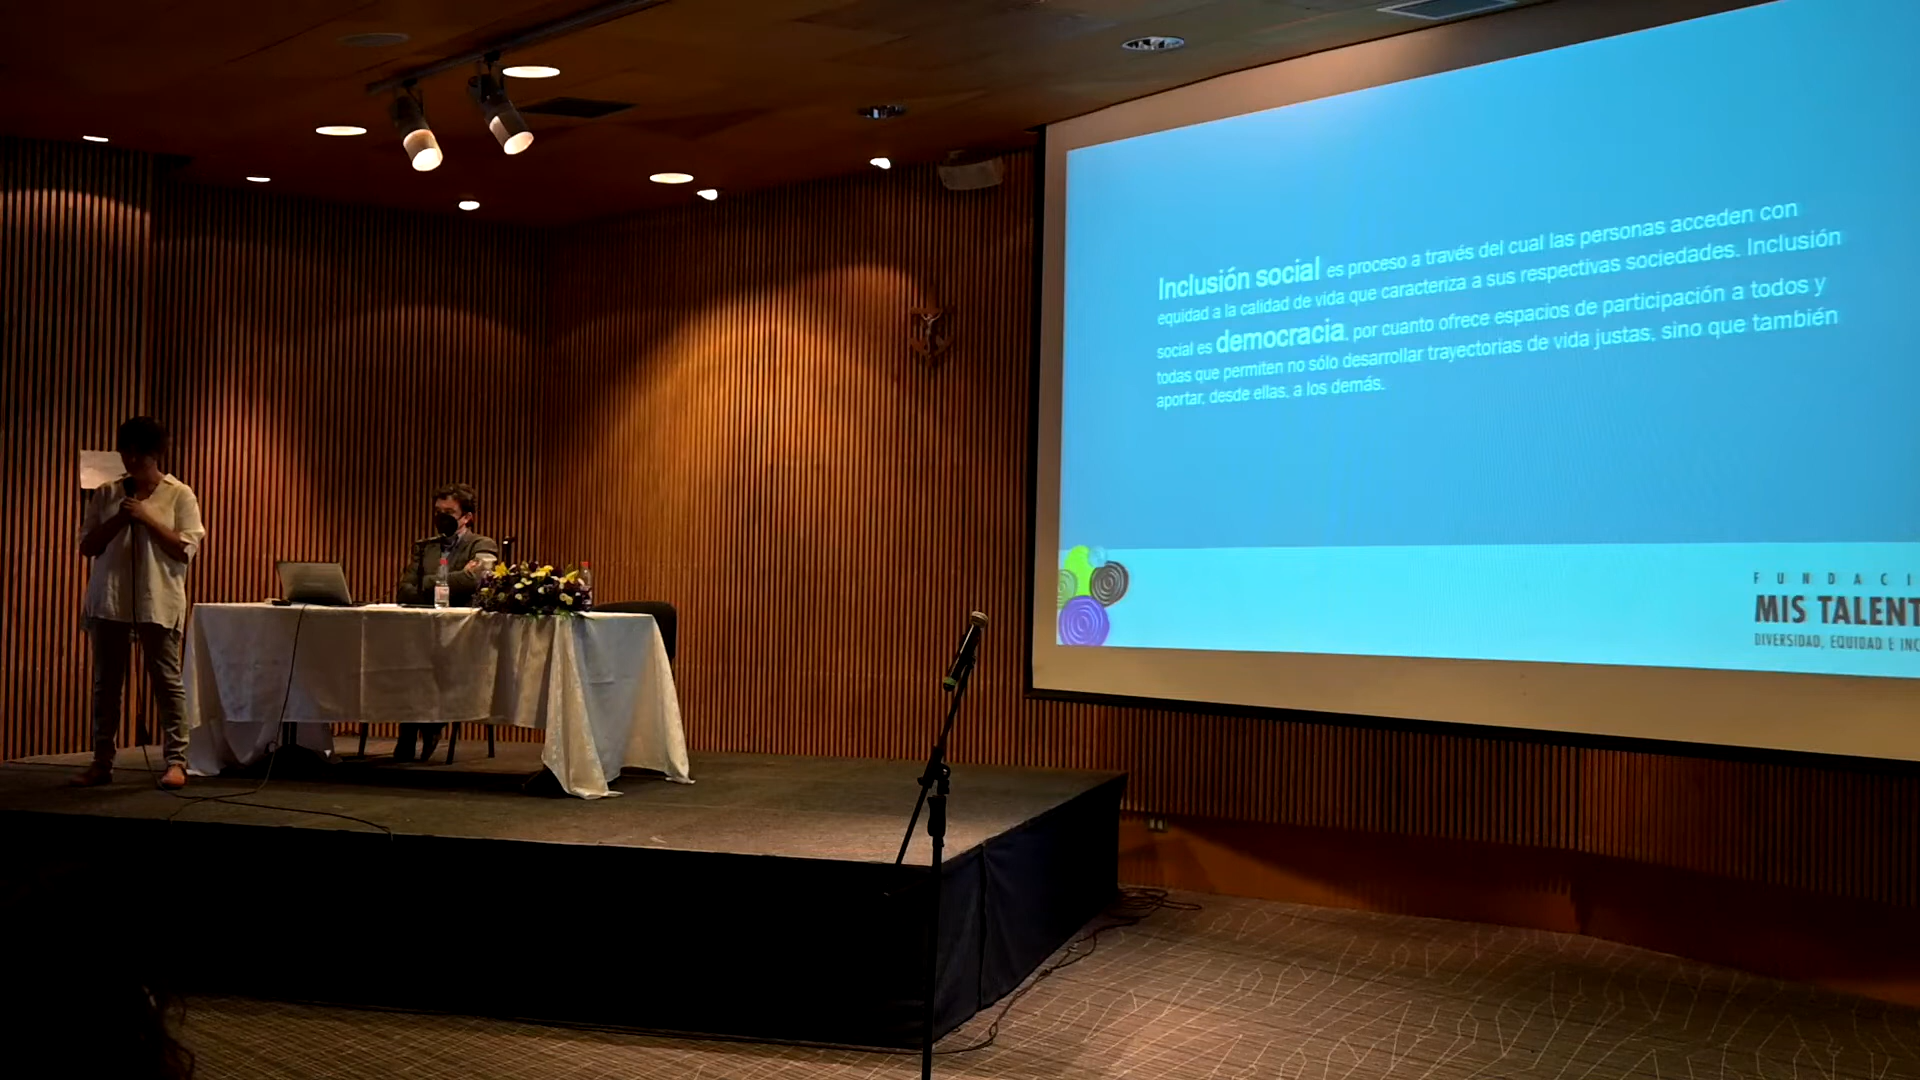 Inclusión social es proceso a través del cual las personas acceden con
equidad a la calidad de vida que caracteriza a sus respectivas sociedades. Inclusión
social es democracia, por cuanto ofrece espacios de participación a todos y
todas que permiten no sólo desarrollar trayectorias de vida justas, sino que también
aportar, desde ellas, a los demás.
FUNDACI
MIS TALENT
DIVERSIDAD, EQUIDAD E INC